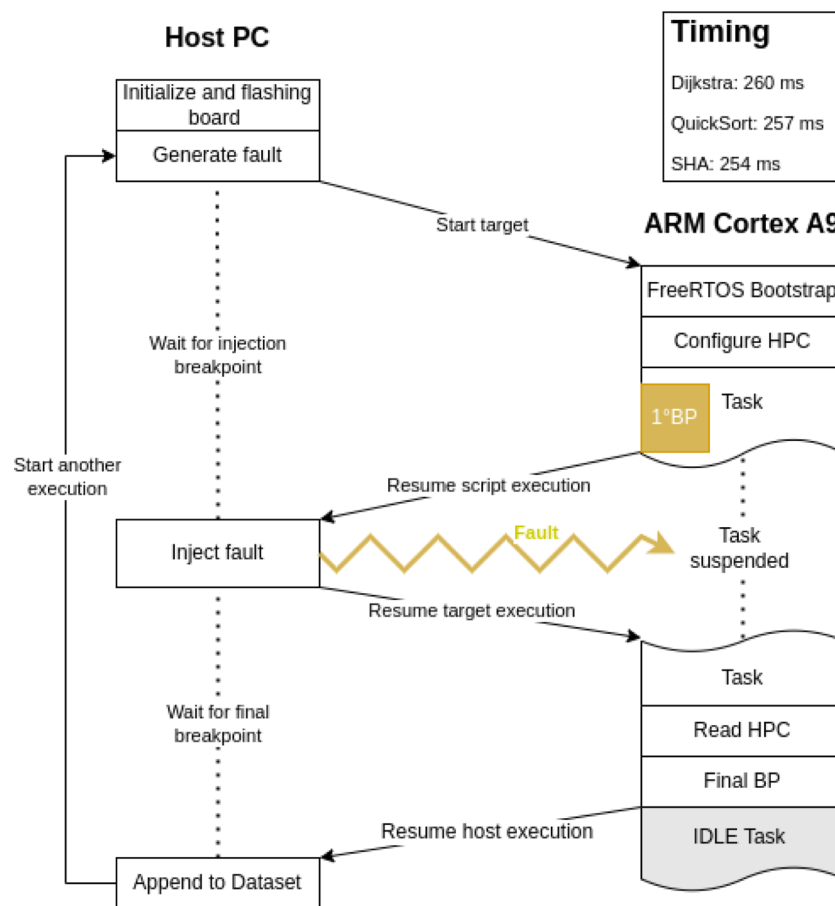 Host PC
Timing
Dijkstra: 260 ms
QuickSort: 257 ms
SHA: 254 ms
Initialize and flashing
board
Generate fault
Start target
ARM Cortex A9
FreeRTOS Bootstrap
Configure HPC
Wait for injection
breakpoint
1°BP
Task
Start another
execution
Resume script execution
Inject fault
Fault
Task
suspended
Resume target execution
Task
Wait for final
breakpoint
Read HPC
Final BP
Resume host execution
IDLE Task
Append to Dataset